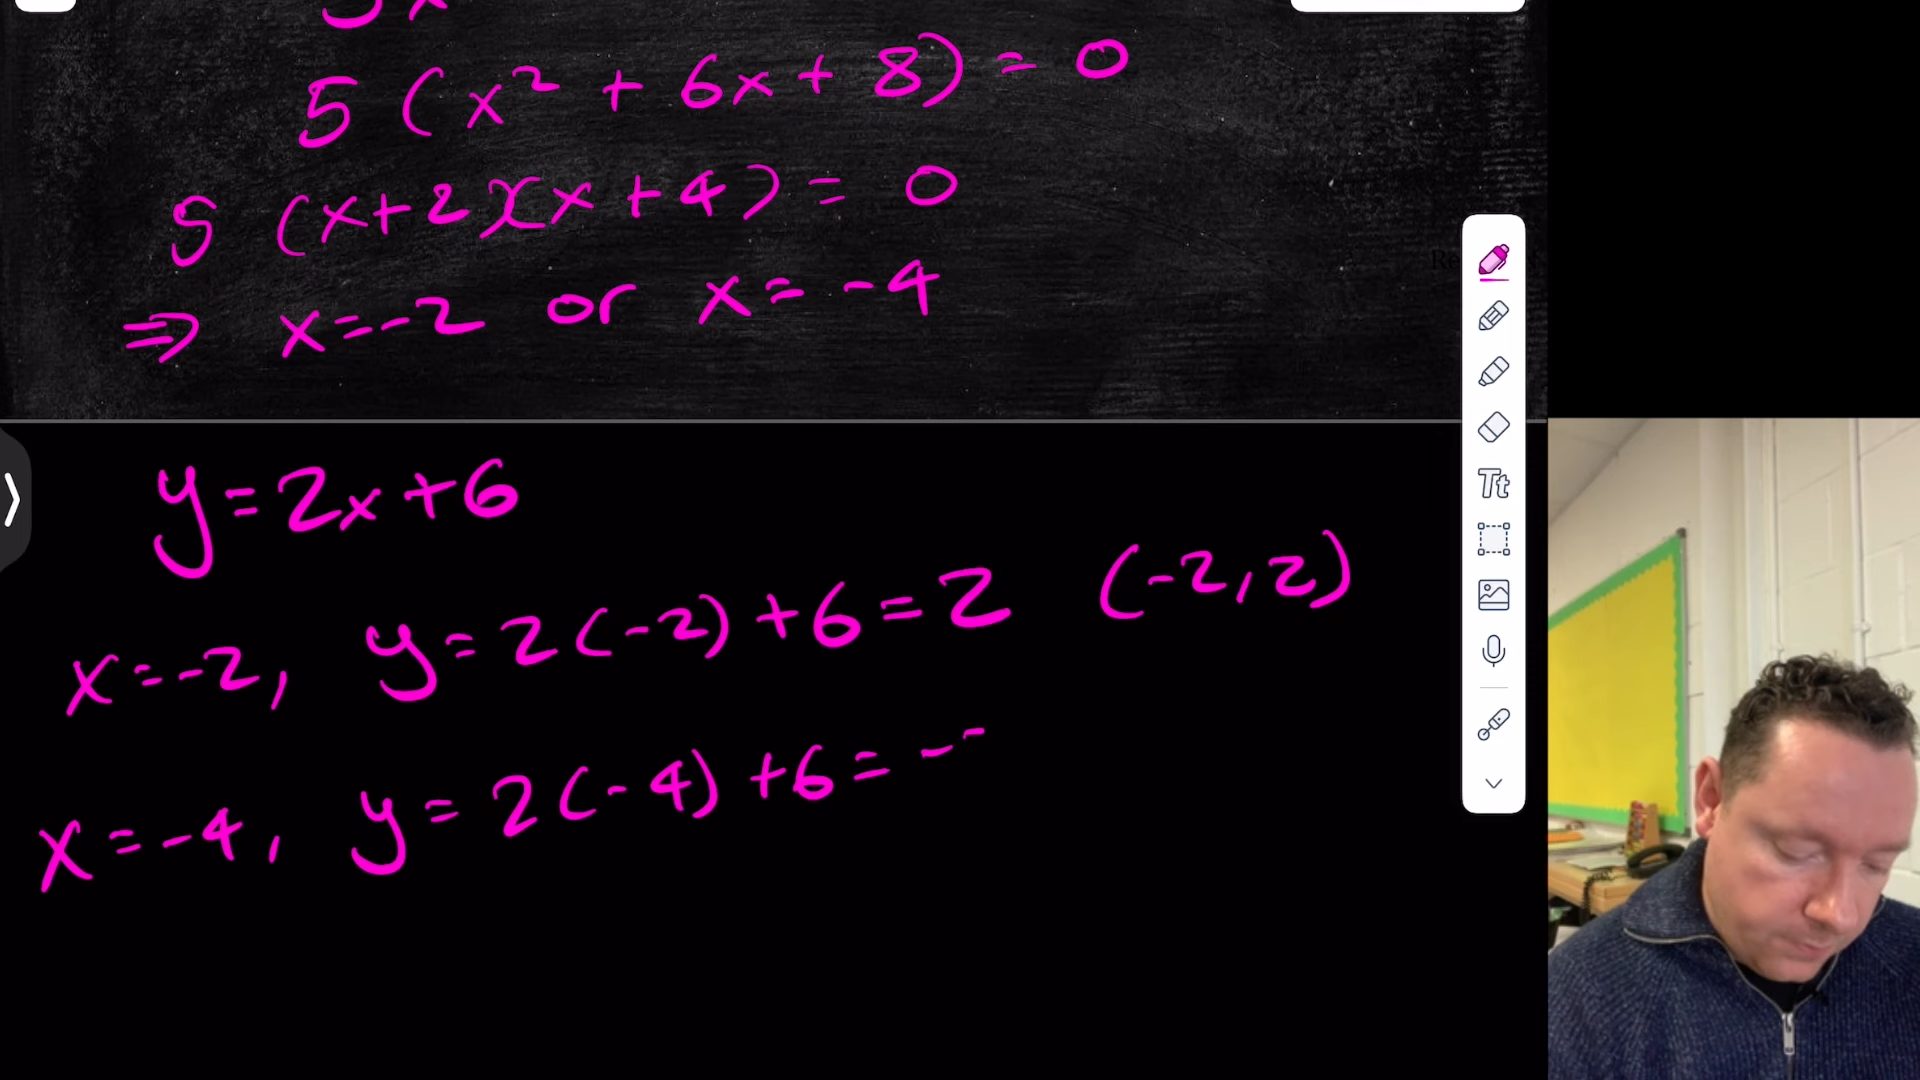 5 (x² + 6x + 8) = 0
5 (x+2)(x+4) = 0
⇒ x=-2 or x=-4
y=2x+6
x=-2, y=2(-2)+6=2 (-2,2)
x=-4, y=2(-4)+6=-
Tt